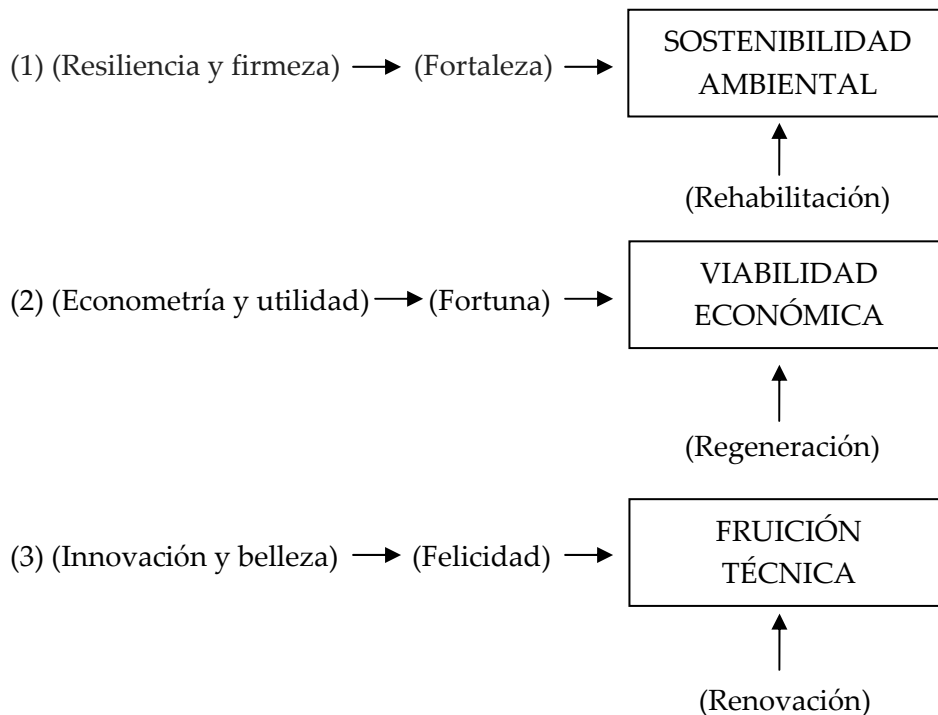 SOSTENIBILIDAD
(1) (Resiliencia y firmeza) (Fortaleza)
AMBIENTAL
(Rehabilitación)
VIABILIDAD
(2) (Econometría y utilidad) (Fortuna)
ECONÓMICA
(Regeneración)
FRUICIÓN
(3) (Innovación y belleza) (Felicidad)
TÉCNICA
(Renovación)